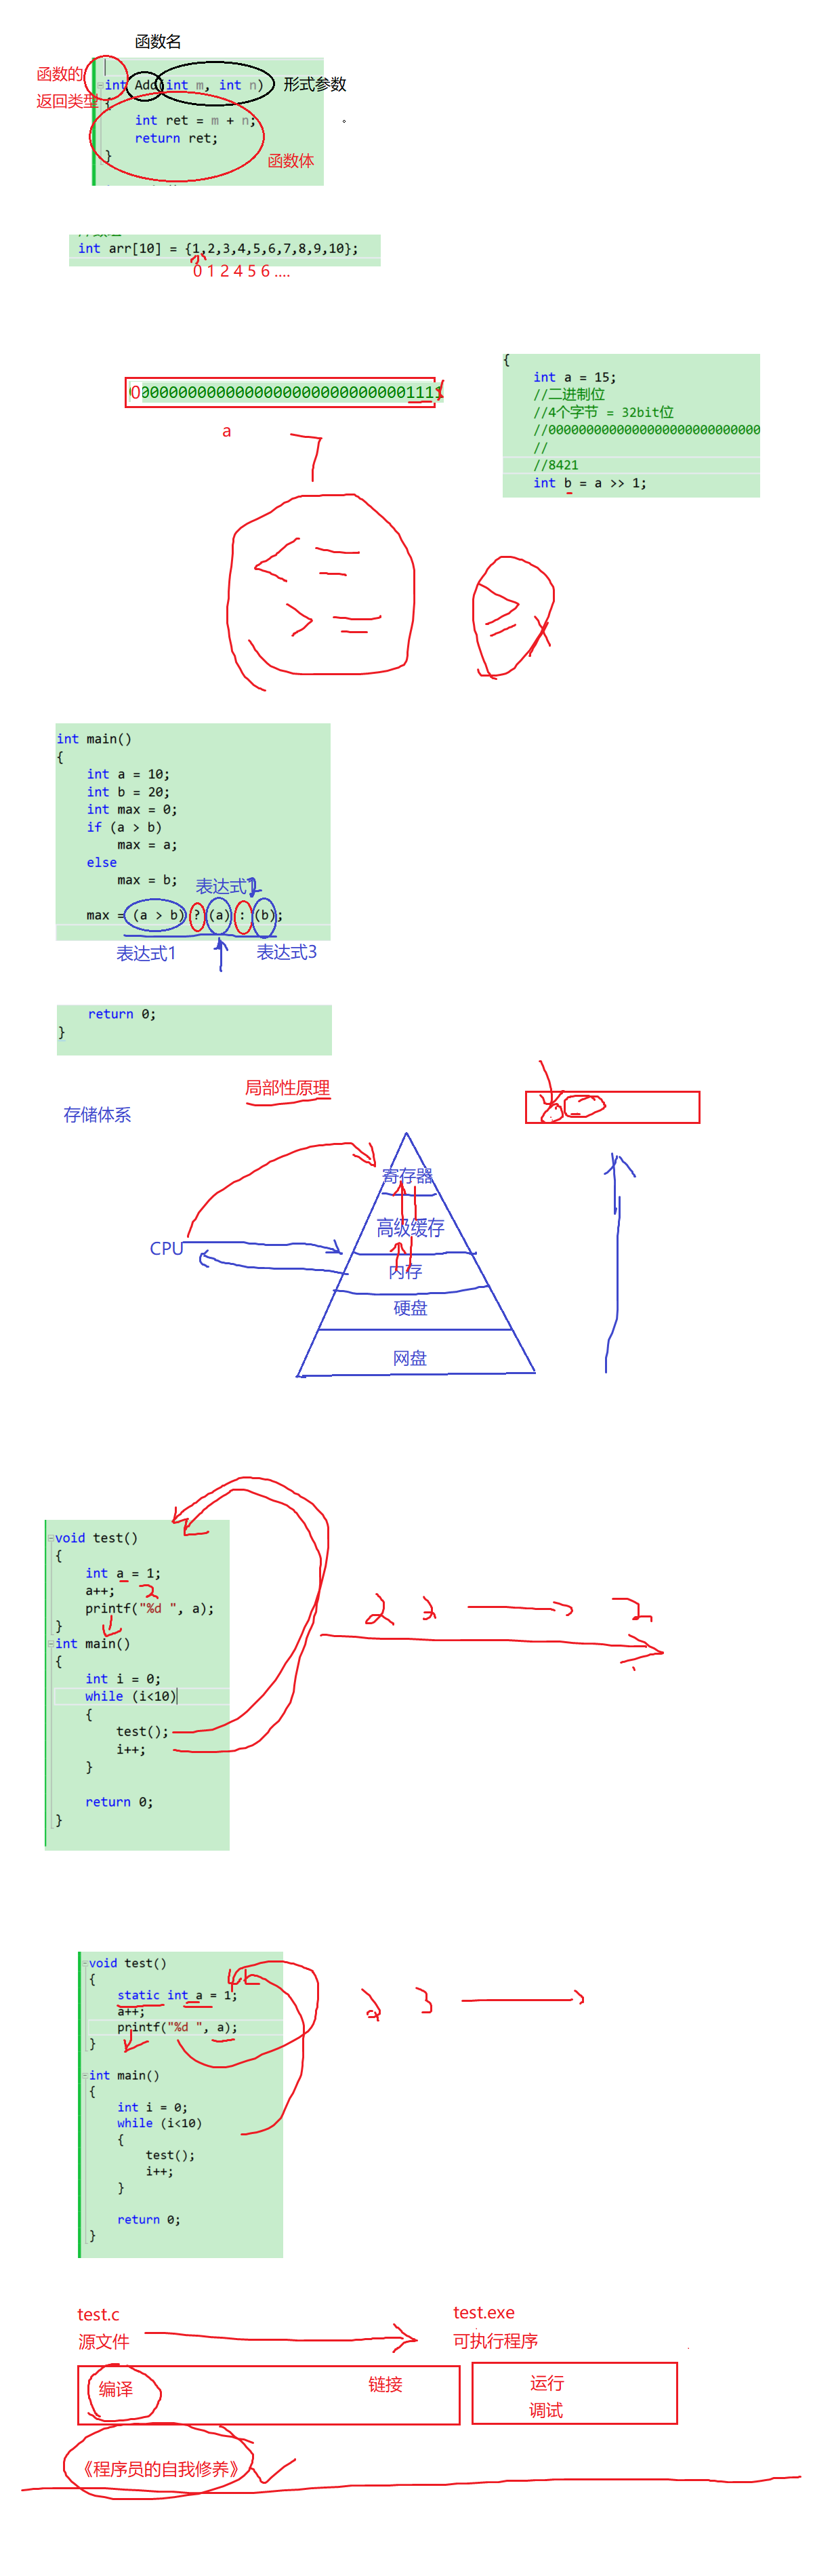 函数名
函数的
返回类型
int Add(int m, int n)
形式参数
{
int ret = m + n;
return ret;
}
函数体
int arr[10] = {1,2,3,4,5,6,7,8,9,10};
0 1 2 4 5 6 ....
a
{
int a = 15;
//二进制位
//4个字节 = 32bit位
//
//8421
int b = a >> 1;
< =
> =
> =
int main()
{
int a = 10;
int b = 20;
int max = 0;
if (a > b)
max = a;
else
max = b;
表达式2
max = (a > b) ? (a) : (b);
表达式1
表达式3
return 0;
}
局部性原理
存储体系
寄存器
高级缓存
CPU
内存
硬盘
网盘
void test()
{
int a = 1;
a++;
2
printf("%d ", a);
}
2 2 2
int main()
{
int i = 0;
while (i<10)
{
test();
i++;
}
return 0;
}
void test()
{
static int a = 1;
a++;
printf("%d ", a);
}
2 3
int main()
{
int i = 0;
while (i<10)
{
test();
i++;
}
return 0;
}
test.c
test.exe
源文件
可执行程序
编译
链接
运行
调试
《程序员的自我修养》